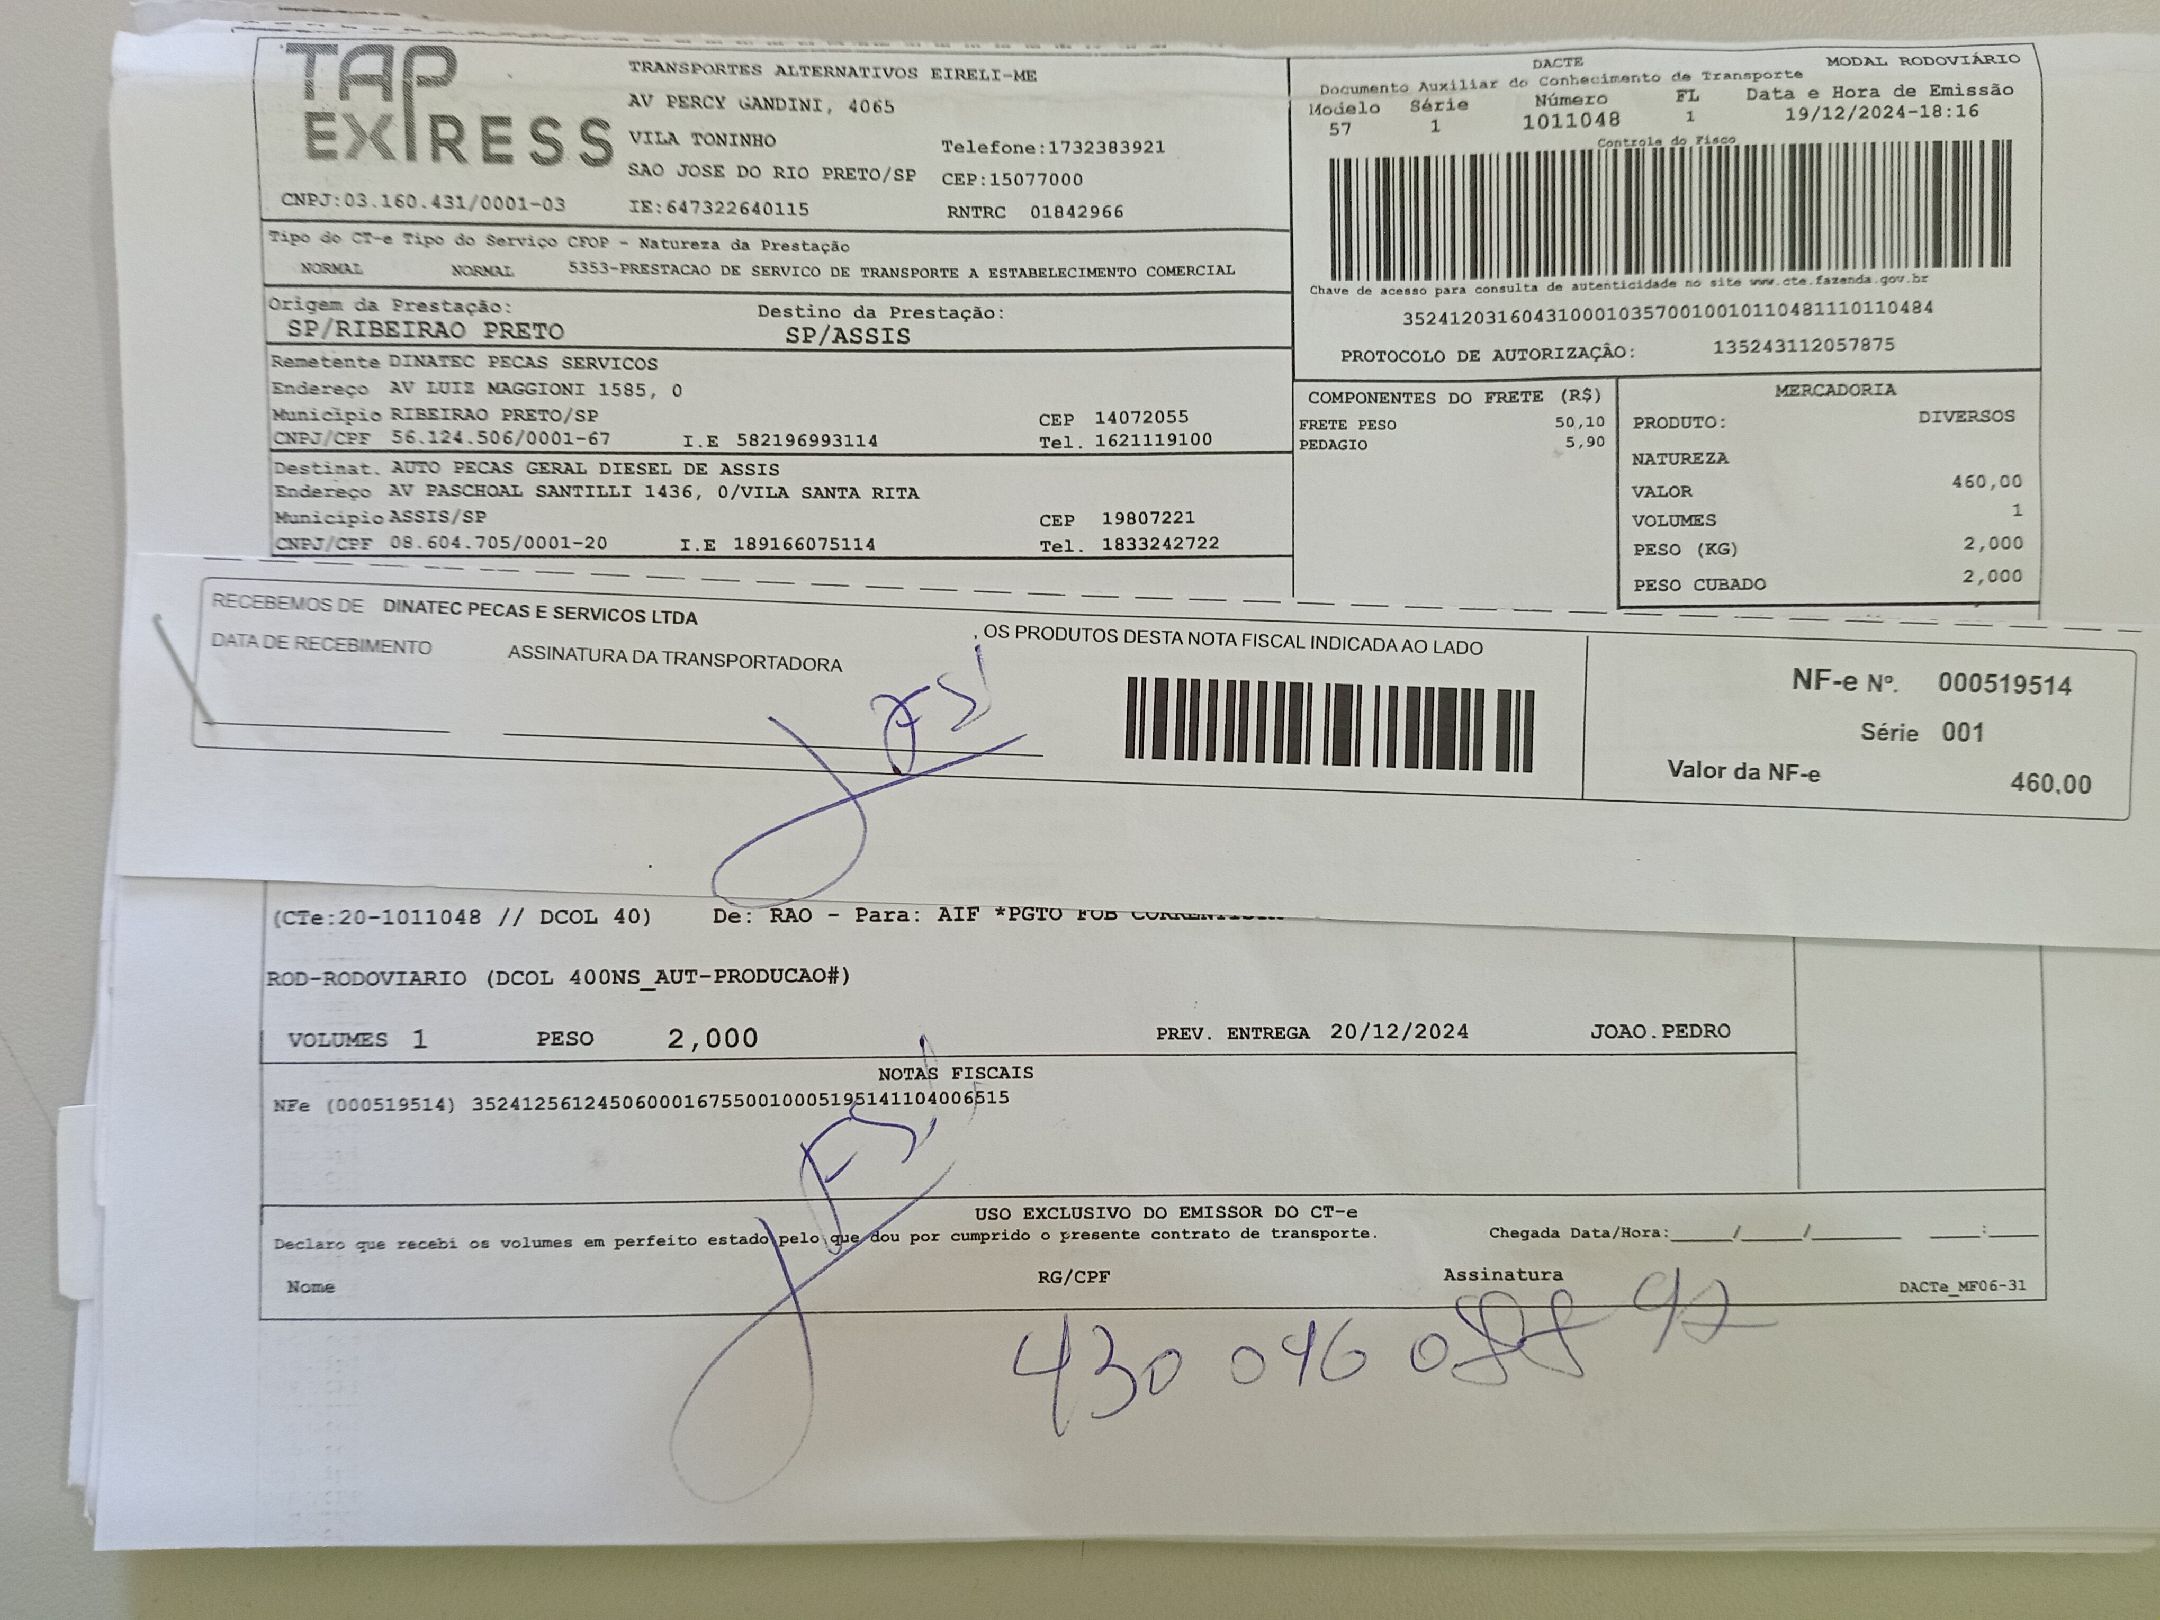 TAP EXPRESS
CNPJ:03.160.431/0001-03
TRANSPORTES ALTERNATIVOS EIRELI-ME
AV PERCY GANDINI, 4065
VILA TONINHO
Telefone:1732383921
SAO JOSE DO RIO PRETO/SP CEP:15077000
IE:647322640115 RNTRC 01842966
DACTE MODAL RODOVIÁRIO
Documento Auxiliar do Conhecimento de Transporte
Modelo Série Número FL Data e Hora de Emissão
57 1 1011048 1 19/12/2024-18:16
Controle do Fisco
Chave de acesso para consulta de autenticidade no site www.cte.fazenda.gov.br
35241203160431000103570010010110481110110484
PROTOCOLO DE AUTORIZAÇÃO: 135243112057875
Tipo do CT-e Tipo do Serviço CFOP - Natureza da Prestação
NORMAL NORMAL 5353-PRESTACAO DE SERVICO DE TRANSPORTE A ESTABELECIMENTO COMERCIAL
Origem da Prestação: Destino da Prestação:
SP/RIBEIRAO PRETO SP/ASSIS
Remetente DINATEC PECAS SERVICOS
Endereço AV LUIZ MAGGIONI 1585, 0
Município RIBEIRAO PRETO/SP CEP 14072055
CNPJ/CPF 56.124.506/0001-67 I.E 582196993114 Tel. 1621119100
Destinat. AUTO PECAS GERAL DIESEL DE ASSIS
Endereço AV PASCHOAL SANTILLI 1436, 0/VILA SANTA RITA
Município ASSIS/SP CEP 19807221
CNPJ/CPF 08.604.705/0001-20 I.E 189166075114 Tel. 1833242722
COMPONENTES DO FRETE (R$)
FRETE PESO 50,10
PEDAGIO 5,90
MERCADORIA
PRODUTO: DIVERSOS
NATUREZA
VALOR 460,00
VOLUMES 1
PESO (KG) 2,000
PESO CUBADO 2,000
RECEBEMOS DE DINATEC PECAS E SERVICOS LTDA , OS PRODUTOS DESTA NOTA FISCAL INDICADA AO LADO
DATA DE RECEBIMENTO ASSINATURA DA TRANSPORTADORA
NF-e Nº. 000519514
Série 001
Valor da NF-e 460,00
(CTe:20-1011048 // DCOL 40) De: RAO - Para: AIF *PGTO FOB
ROD-RODOVIARIO (DCOL 400NS_AUT-PRODUCAO#)
VOLUMES 1 PESO 2,000 PREV. ENTREGA 20/12/2024 JOAO.PEDRO
NOTAS FISCAIS
NFe (000519514) 35241256124506000167550010005195141104006515
USO EXCLUSIVO DO EMISSOR DO CT-e
Declaro que recebi os volumes em perfeito estado pelo que dou por cumprido o presente contrato de transporte. Chegada Data/Hora:_____/_____/________ ____:____
Nome RG/CPF Assinatura DACTe_MF06-31
430 046